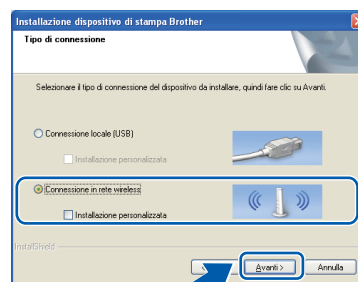 Installazione dispositivo di stampa Brother
Tipo di connessione
Selezionare il tipo di connessione del dispositivo da installare, quindi fare clic su Avanti.
Connessione locale (USB)
Installazione personalizzata
Connessione in rete wireless
Installazione personalizzata
InstallShield
Avanti >
Annulla